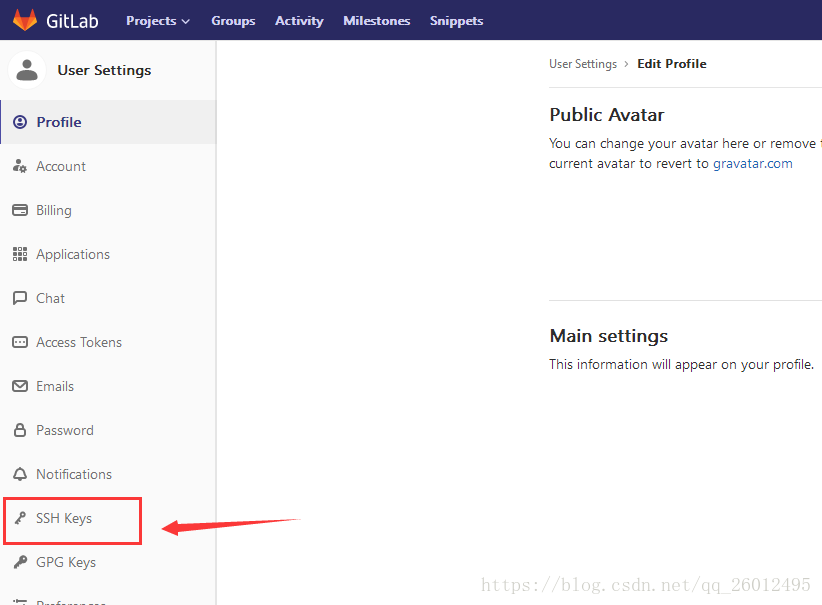 GitLab Projects Groups Activity Milestones Snippets
User Settings
Profile
Account
Billing
Applications
Chat
Access Tokens
Emails
Password
Notifications
SSH Keys
GPG Keys
Preferences
User Settings › Edit Profile
Public Avatar
You can change your avatar here or remove
current avatar to revert to gravatar.com
Main settings
This information will appear on your profile.
https://blog.csdn.net/qq_26012495